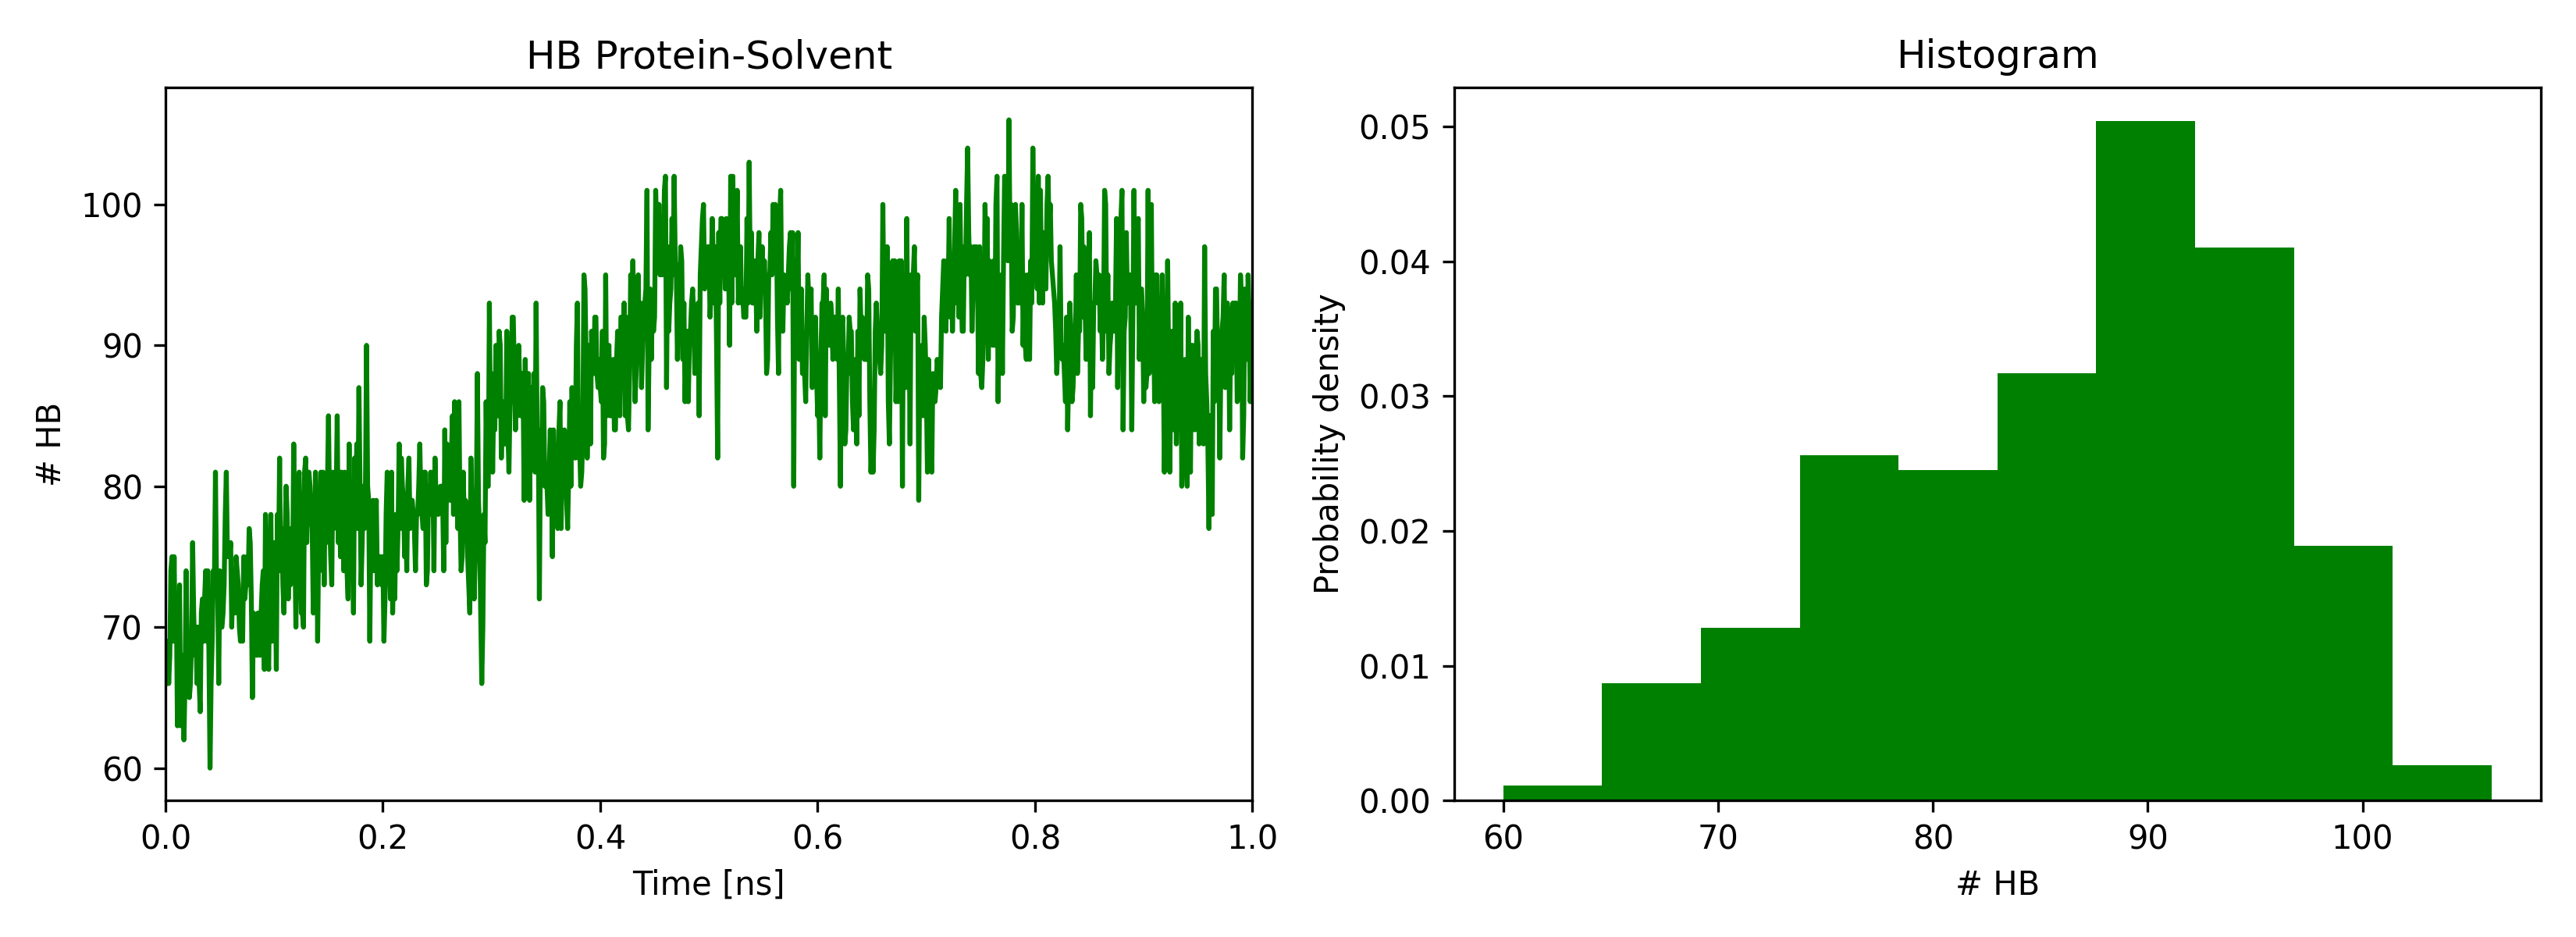 HB Protein-Solvent
# HB
100
90
80
70
60
0.0 0.2 0.4 0.6 0.8 1.0
Time [ns]
Histogram
Probability density
0.05
0.04
0.03
0.02
0.01
0.00
60 70 80 90 100
# HB